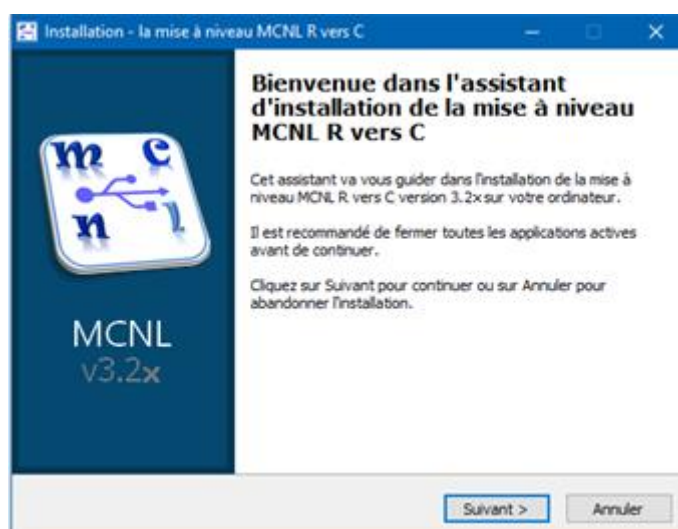 Installation - la mise à niveau MCNL R vers C
Bienvenue dans l'assistant
d'installation de la mise à niveau
MCNL R vers C
Cet assistant va vous guider dans l'installation de la mise à
niveau MCNL R vers C version 3.2x sur votre ordinateur.
Il est recommandé de fermer toutes les applications actives
avant de continuer.
Cliquez sur Suivant pour continuer ou sur Annuler pour
abandonner l'installation.
m c
n l
MCNL
v3.2x
Suivant >
Annuler